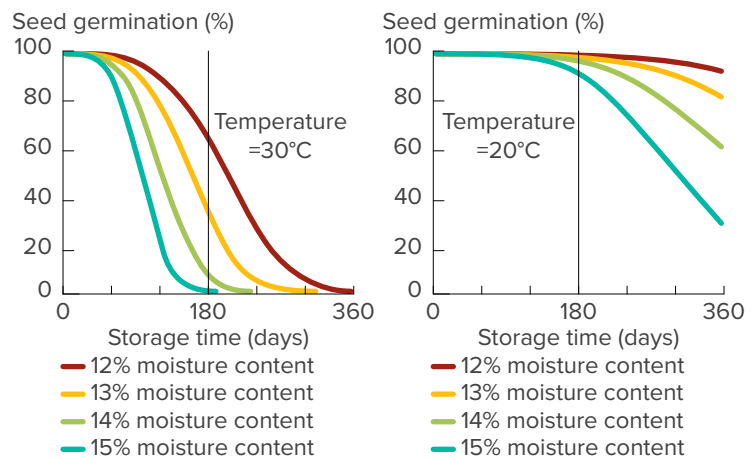 Seed germination (%)
100
80
60
40
20
0
Temperature
=30°C
0
180
360
Storage time (days)
12% moisture content
13% moisture content
14% moisture content
15% moisture content
Seed germination (%)
100
80
60
40
20
0
Temperature
=20°C
0
180
360
Storage time (days)
12% moisture content
13% moisture content
14% moisture content
15% moisture content